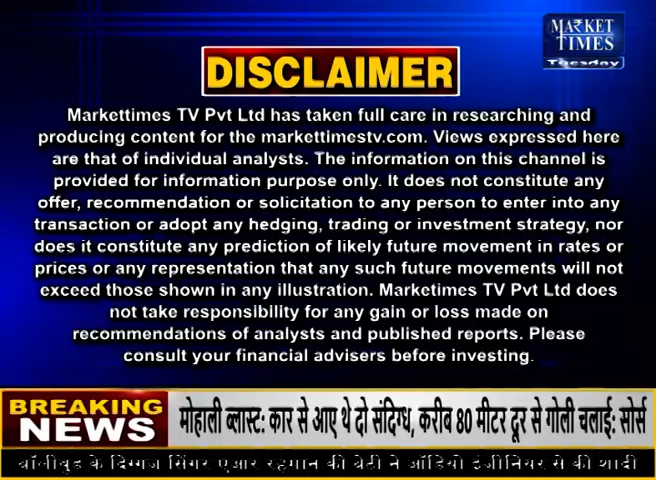 MARKET
TIMES
Tuesday
DISCLAIMER
Markettimes TV Pvt Ltd has taken full care in researching and
producing content for the markettimestv.com. Views expressed here
are that of individual analysts. The information on this channel is
provided for information purpose only. It does not constitute any
offer, recommendation or solicitation to any person to enter into any
transaction or adopt any hedging, trading or investment strategy, nor
does it constitute any prediction of likely future movement in rates or
prices or any representation that any such future movements will not
exceed those shown in any illustration. Marketimes TV Pvt Ltd does
not take responsibility for any gain or loss made on
recommendations of analysts and published reports. Please
consult your financial advisers before investing.
BREAKING
NEWS
मोहाली ब्लास्ट: कार से आए थे दो संदिग्ध, करीब 80 मीटर दूर से गोली चलाई: सोर्स
बॉलीवुड के दिग्गज सिंगर एआर रहमान की बेटी ने ऑडियो इंजीनियर से की शादी